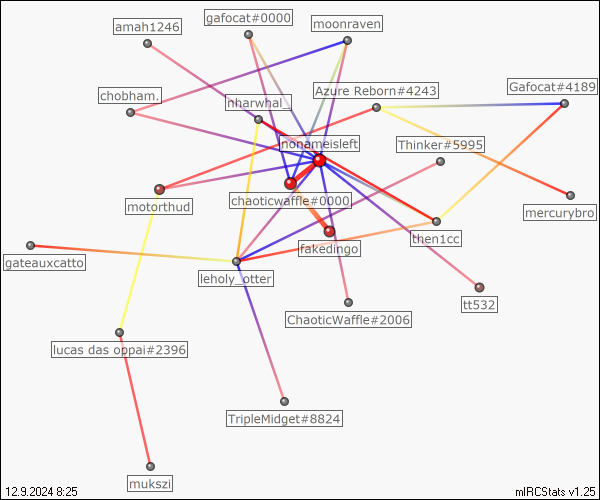 gafocat#0000
moonraven
amah1246
Azure Reborn#4243
Gafocat#4189
chobham.
nharwhal_
nonameisleft
Thinker#5995
motorthud
chaoticwaffle#0000
mercurybro
fakedingo
then1cc
gateauxcatto
leholy_otter
tt532
ChaoticWaffle#2006
lucas das oppai#2396
TripleMidget#8824
mukszi
12.9.2024 8:25
mIRCStats v1.25